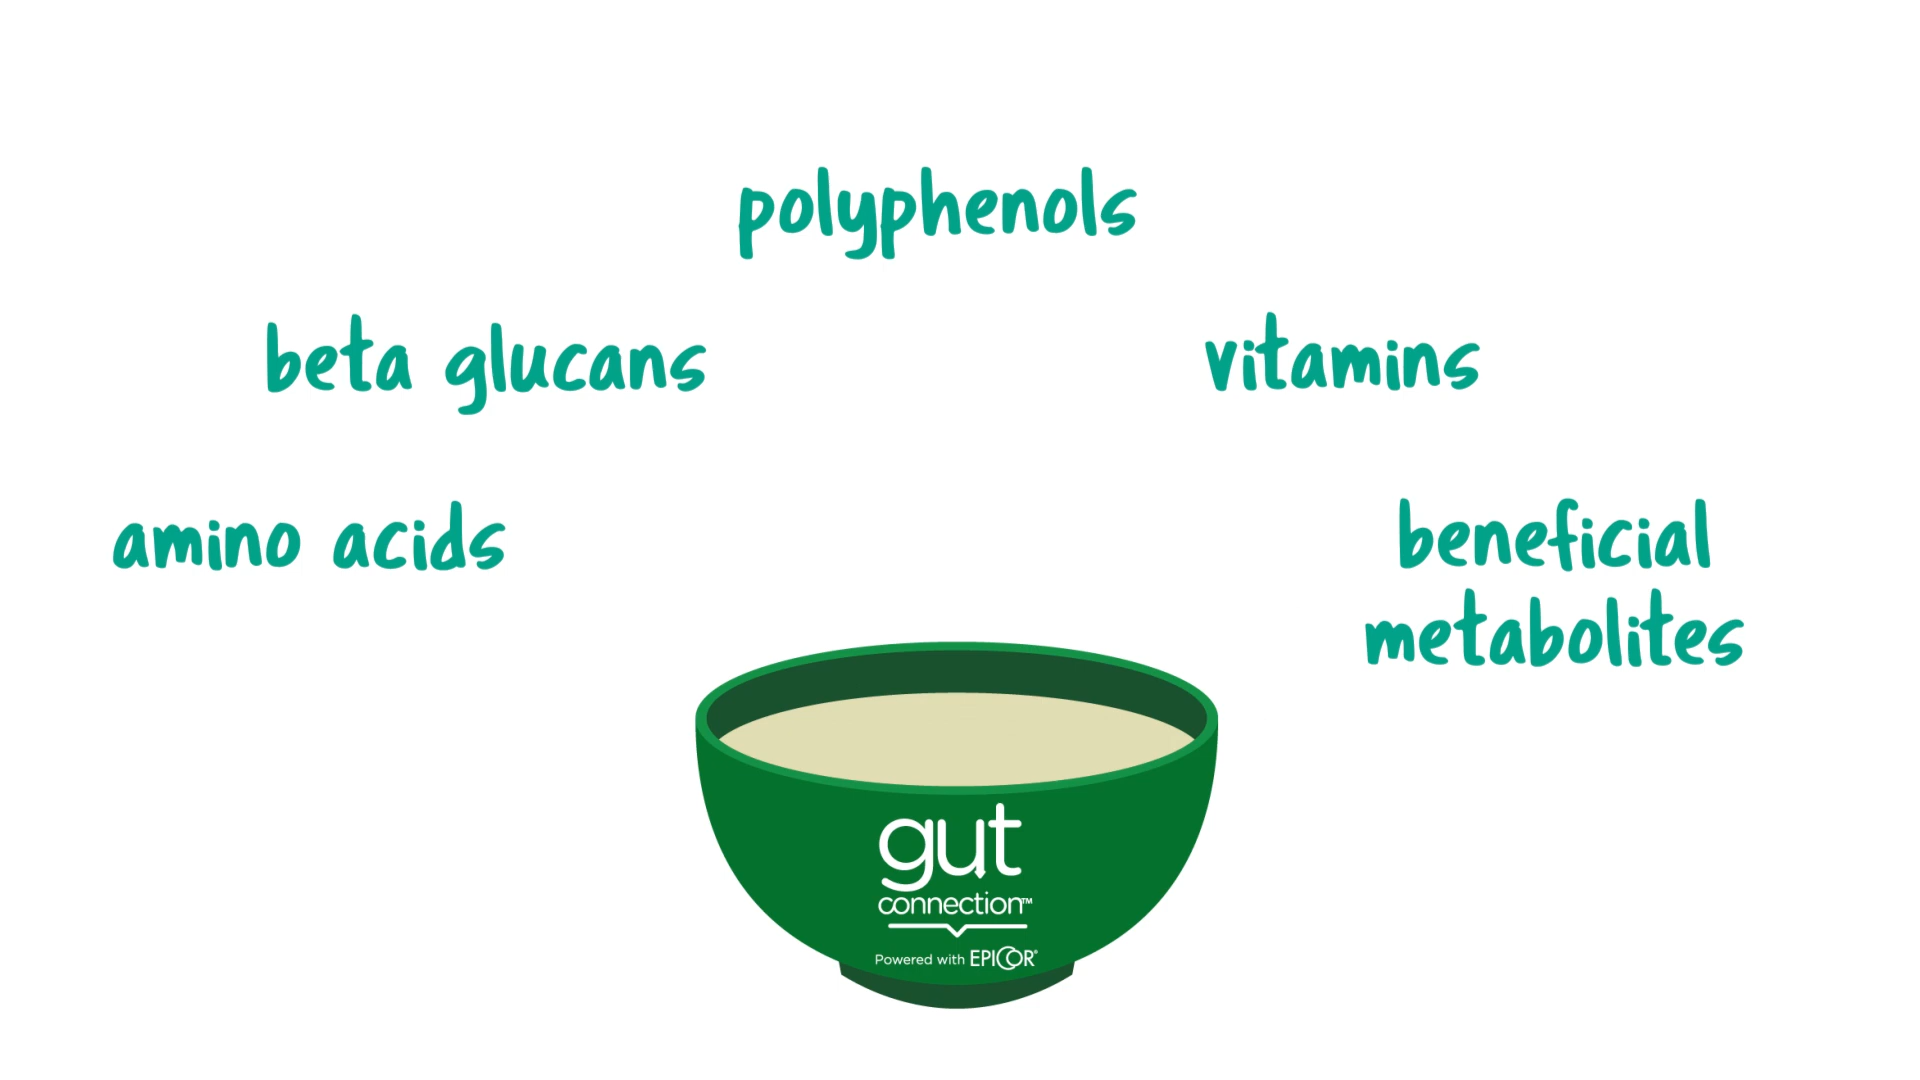 polyphenols
beta glucans
vitamins
amino acids
beneficial
metabolites
gut
connection™
Powered with EPICOR®